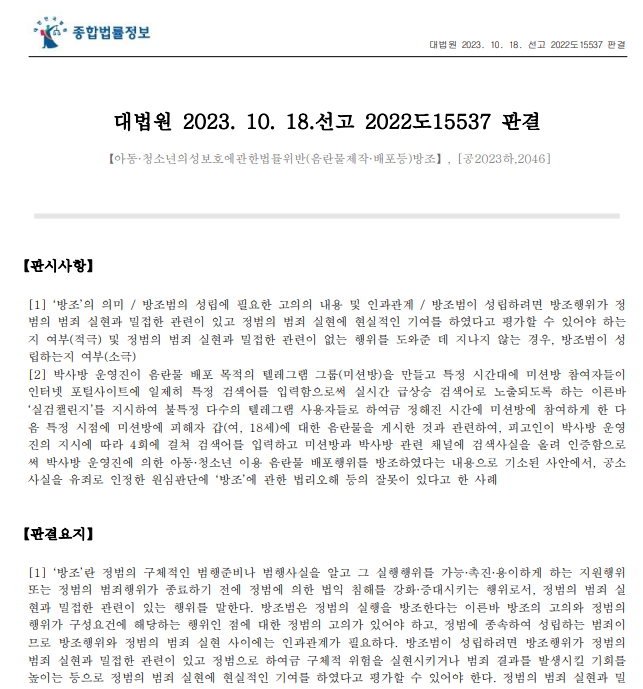 종합법률정보
대법원 2023. 10. 18. 선고 2022도15537 판결
대법원 2023. 10. 18.선고 2022도15537 판결
【아동·청소년의성보호에관한법률위반(음란물제작·배포등)방조】, [공2023하,2046]
【판시사항】
[1] ‘방조’의 의미 / 방조범의 성립에 필요한 고의의 내용 및 인과관계 / 방조범이 성립하려면 방조행위가 정
범의 범죄 실현과 밀접한 관련이 있고 정범의 범죄 실현에 현실적인 기여를 하였다고 평가할 수 있어야 하는
지 여부(적극) 및 정범의 범죄 실현과 밀접한 관련이 없는 행위를 도와준 데 지나지 않는 경우, 방조범이 성
립하는지 여부(소극)
[2] 박사방 운영진이 음란물 배포 목적의 텔레그램 그룹(미션방)을 만들고 특정 시간대에 미션방 참여자들이
인터넷 포털사이트에 일제히 특정 검색어를 입력함으로써 실시간 급상승 검색어로 노출되도록 하는 이른바
‘실검챌린지’를 지시하여 불특정 다수의 텔레그램 사용자들로 하여금 정해진 시간에 미션방에 참여하게 한 다
음 특정 시점에 미션방에 피해자 갑(여, 18세)에 대한 음란물을 게시한 것과 관련하여, 피고인이 박사방 운영
진의 지시에 따라 4회에 걸쳐 검색어를 입력하고 미션방과 박사방 관련 채널에 검색사실을 올려 인증함으로
써 박사방 운영진에 의한 아동·청소년 이용 음란물 배포행위를 방조하였다는 내용으로 기소된 사안에서, 공소
사실을 유죄로 인정한 원심판단에 ‘방조’에 관한 법리오해 등의 잘못이 있다고 한 사례
【판결요지】
[1] ‘방조’란 정범의 구체적인 범행준비나 범행사실을 알고 그 실행행위를 가능·촉진·용이하게 하는 지원행위
또는 정범의 범죄행위가 종료하기 전에 정범에 의한 법익 침해를 강화·증대시키는 행위로서, 정범의 범죄 실
현과 밀접한 관련이 있는 행위를 말한다. 방조범은 정범의 실행을 방조한다는 이른바 방조의 고의와 정범의
행위가 구성요건에 해당하는 행위인 점에 대한 정범의 고의가 있어야 하고, 정범에 종속하여 성립하는 범죄이
므로 방조행위와 정범의 범죄 실현 사이에는 인과관계가 필요하다. 방조범이 성립하려면 방조행위가 정범의
범죄 실현과 밀접한 관련이 있고 정범으로 하여금 구체적 위험을 실현시키거나 범죄 결과를 발생시킬 기회를
높이는 등으로 정범의 범죄 실현에 현실적인 기여를 하였다고 평가할 수 있어야 한다. 정범의 범죄 실현과 밀